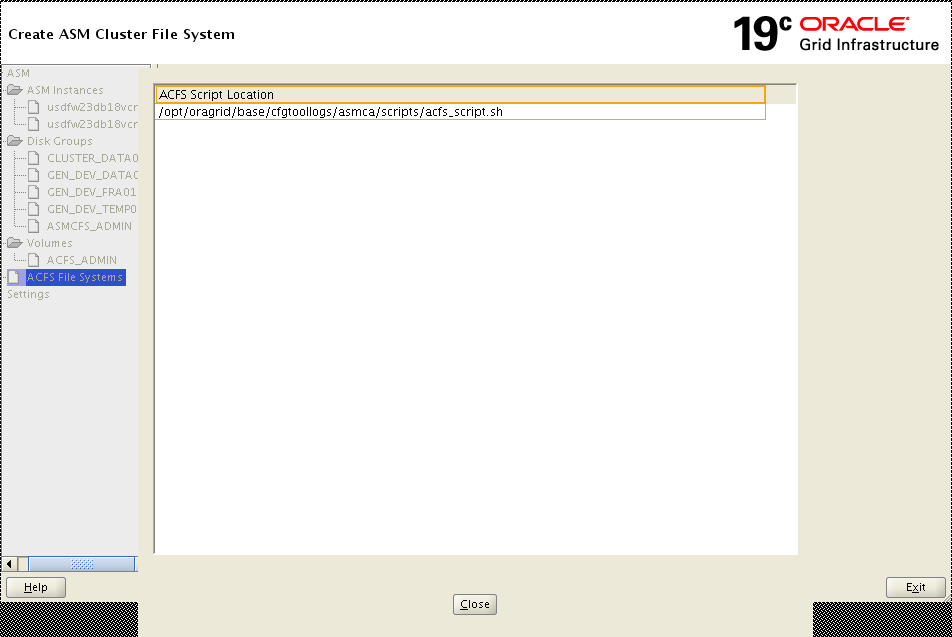 Create ASM Cluster File System
19c ORACLE®
Grid Infrastructure
ASM
ASM Instances
usdfw23db18vcr
usdfw23db18vcr
Disk Groups
CLUSTER_DATA0
GEN_DEV_DATA0
GEN_DEV_FRA01
GEN_DEV_TEMP0
ASMCFS_ADMIN
Volumes
ACFS_ADMIN
ACFS File Systems
Settings
ACFS Script Location
/opt/oragrid/base/cfgtoollogs/asmca/scripts/acfs_script.sh
Help
Exit
Close